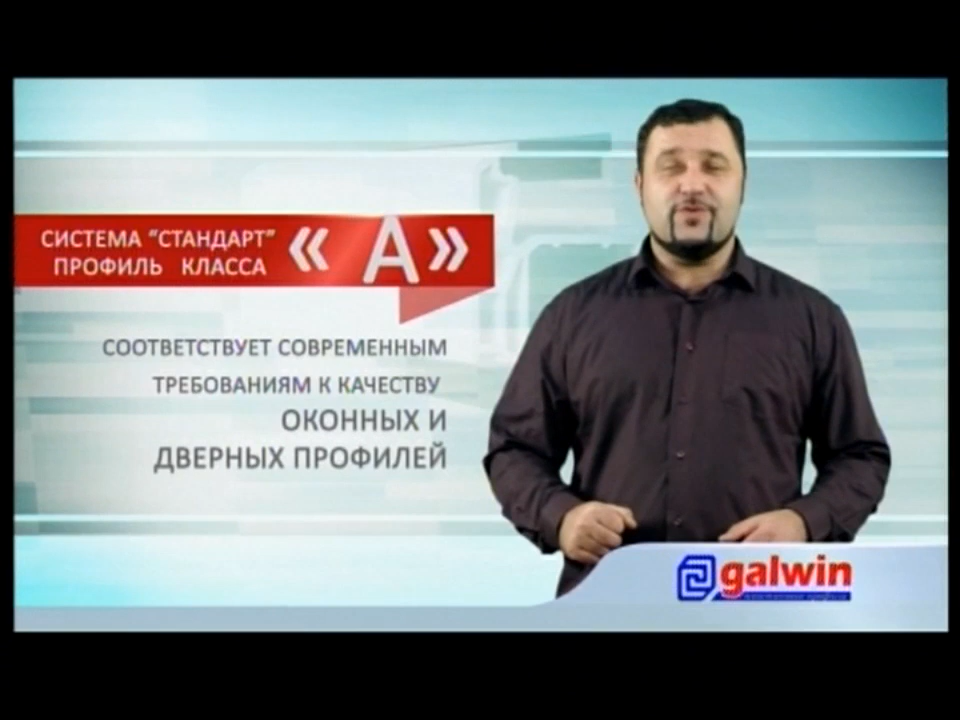 СИСТЕМА "СТАНДАРТ"
ПРОФИЛЬ КЛАССА
« А »
СООТВЕТСТВУЕТ СОВРЕМЕННЫМ
ТРЕБОВАНИЯМ К КАЧЕСТВУ
ОКОННЫХ И
ДВЕРНЫХ ПРОФИЛЕЙ
galwin